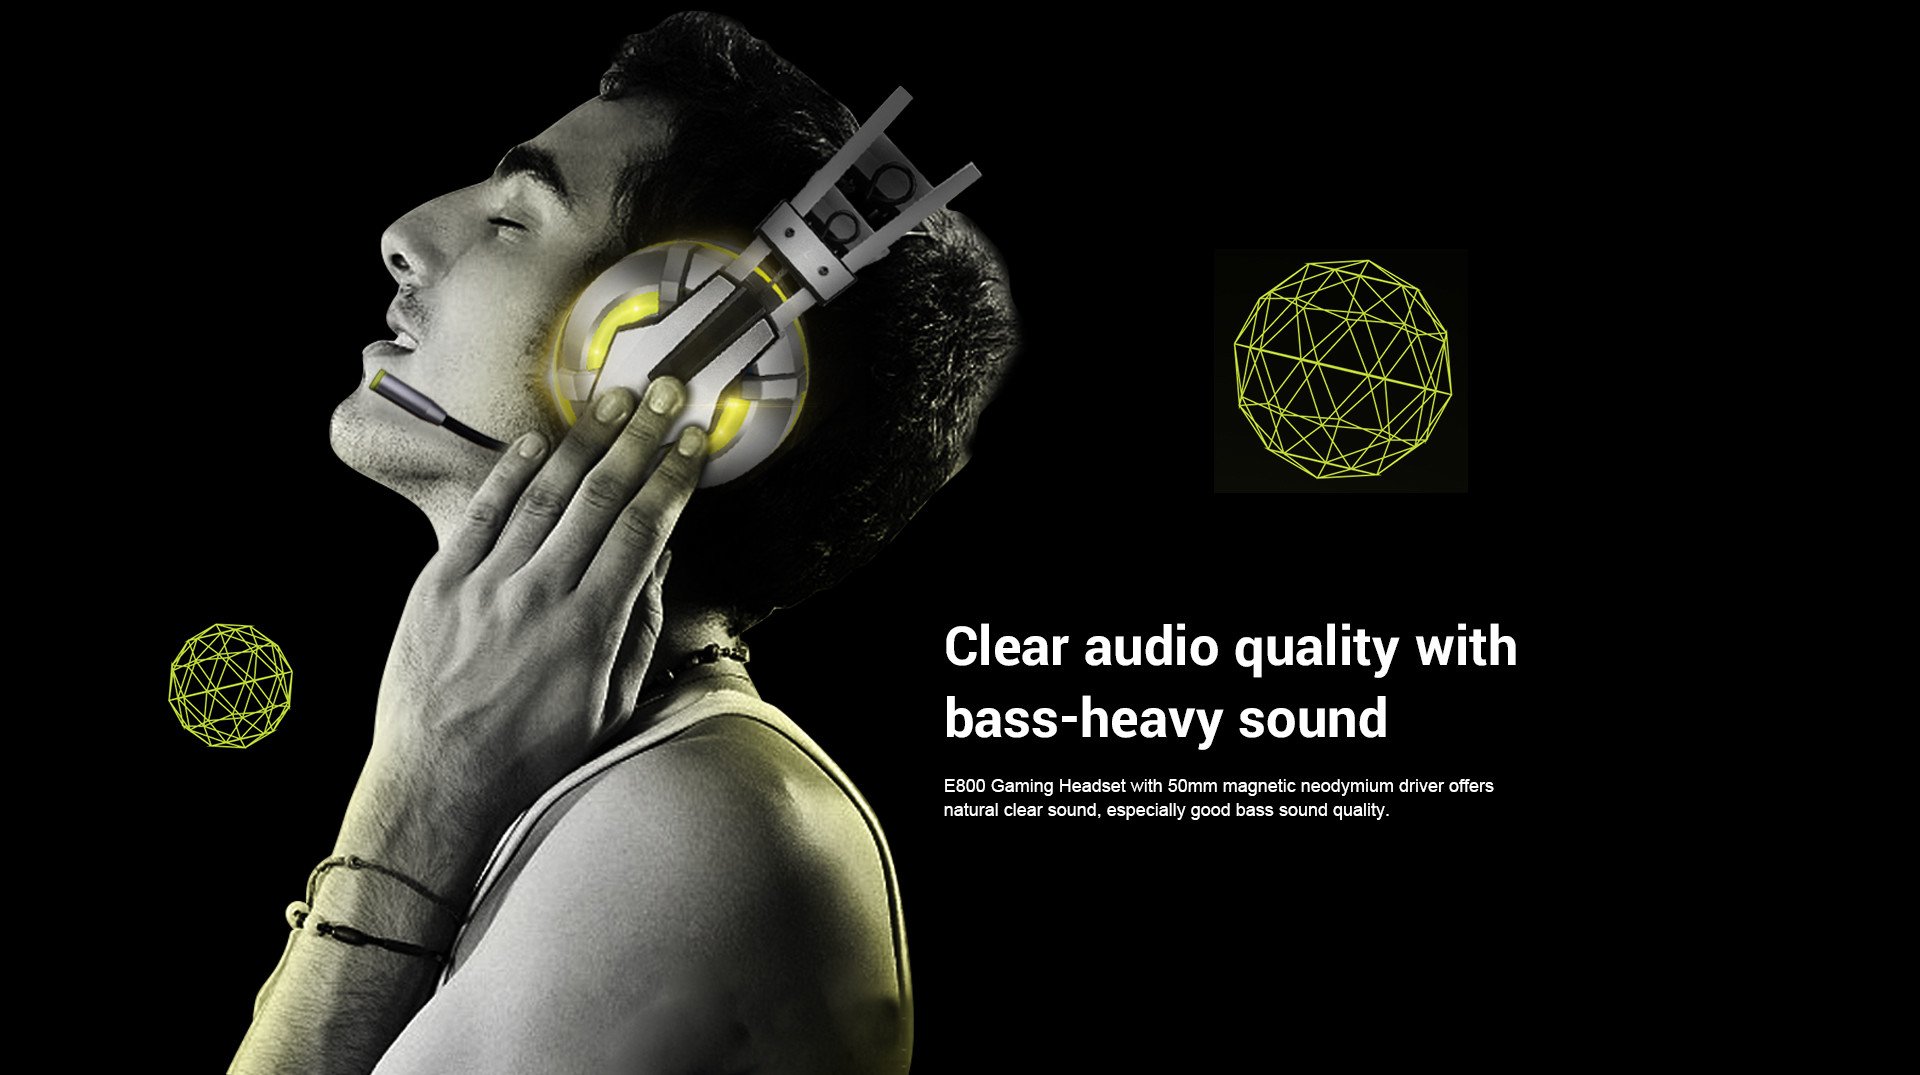 Clear audio quality with
bass-heavy sound
E800 Gaming Headset with 50mm magnetic neodymium driver offers
natural clear sound, especially good bass sound quality.